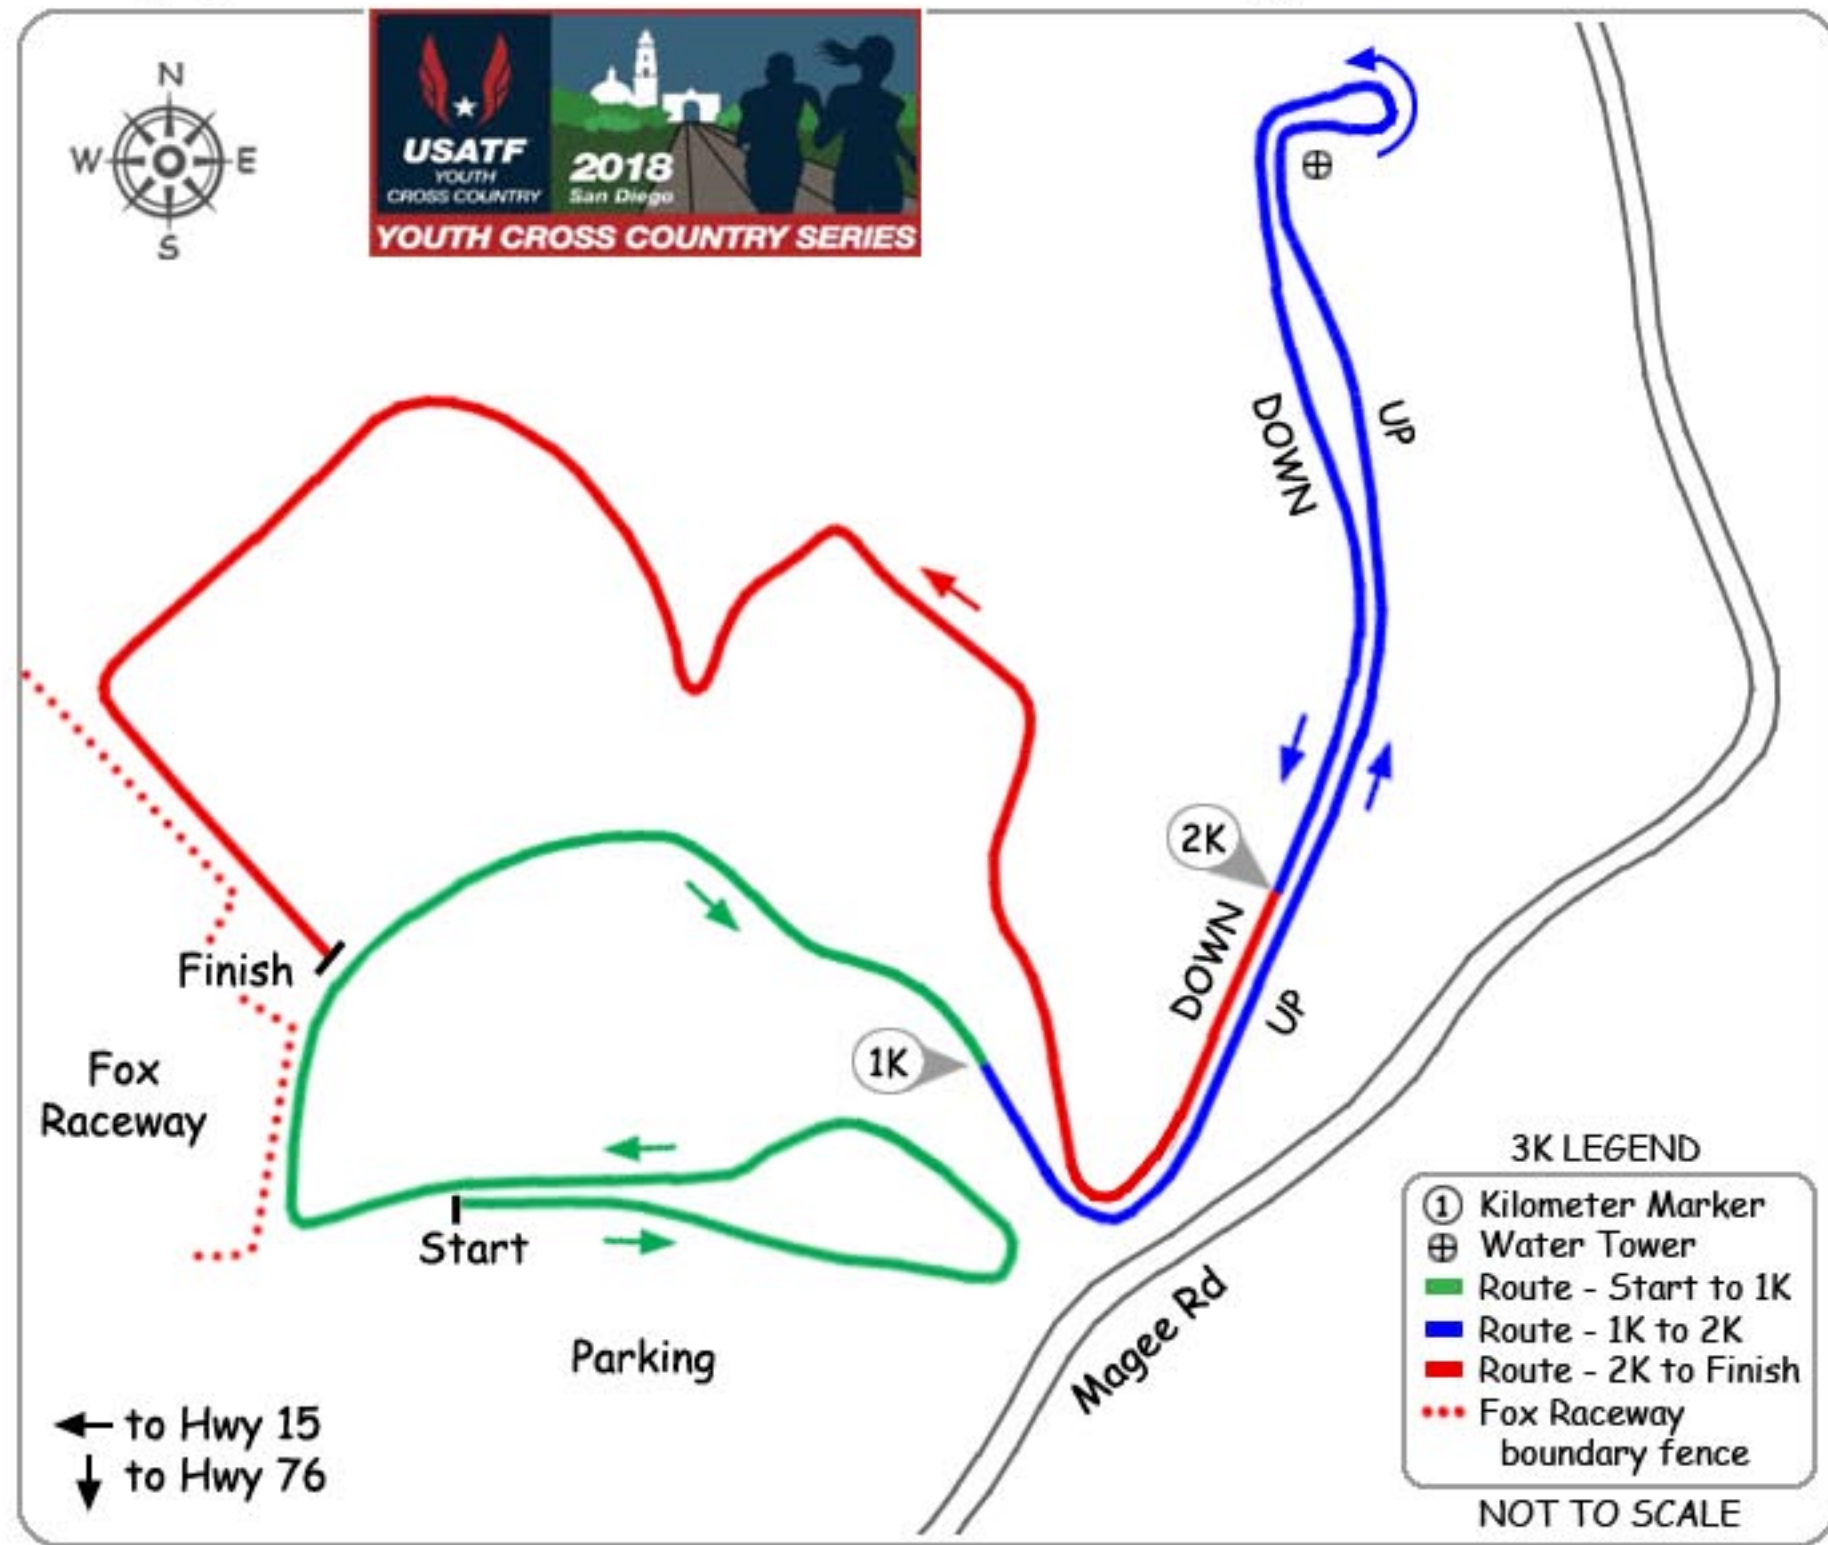 N
W
E
S
USATF
YOUTH
CROSS COUNTRY
2018
San Diego
YOUTH CROSS COUNTRY SERIES
DOWN
UP
2K
DOWN
UP
Finish
1K
Fox
Raceway
Start
Parking
Magee Rd
to Hwy 15
to Hwy 76
3K LEGEND
1 Kilometer Marker
Water Tower
Route - Start to 1K
Route - 1K to 2K
Route - 2K to Finish
Fox Raceway
boundary fence
NOT TO SCALE